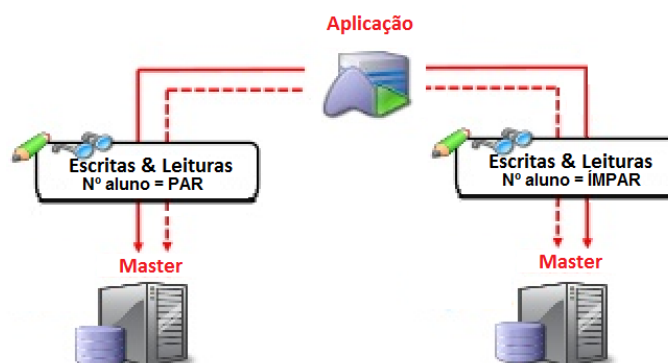 Aplicação
Escritas & Leituras
Nº aluno = PAR
Escritas & Leituras
Nº aluno = ÍMPAR
Master
Master